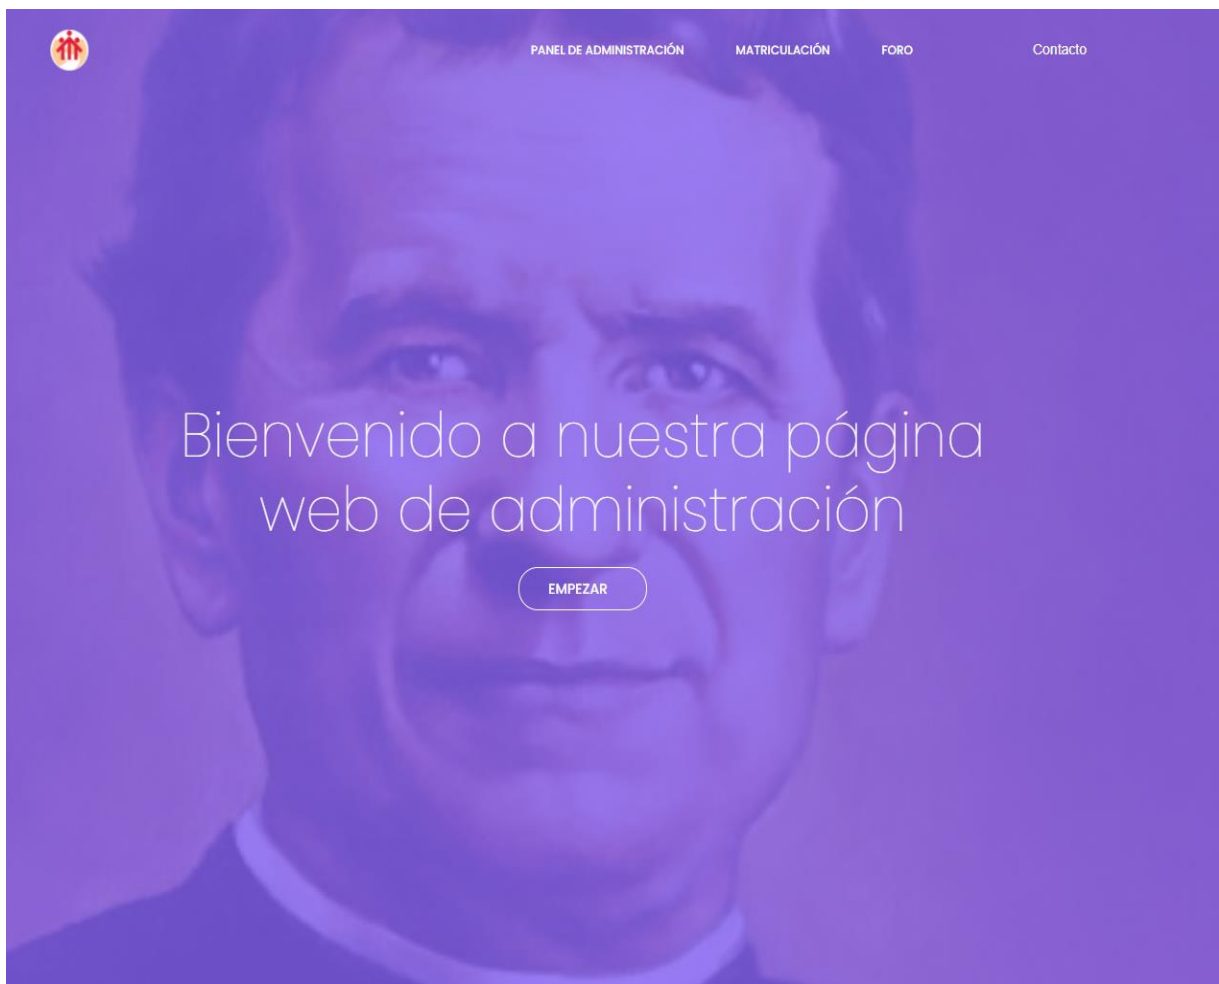 PANEL DE ADMINISTRACIÓN MATRICULACIÓN FORO Contacto
Bienvenido a nuestra página
web de administración
EMPEZAR